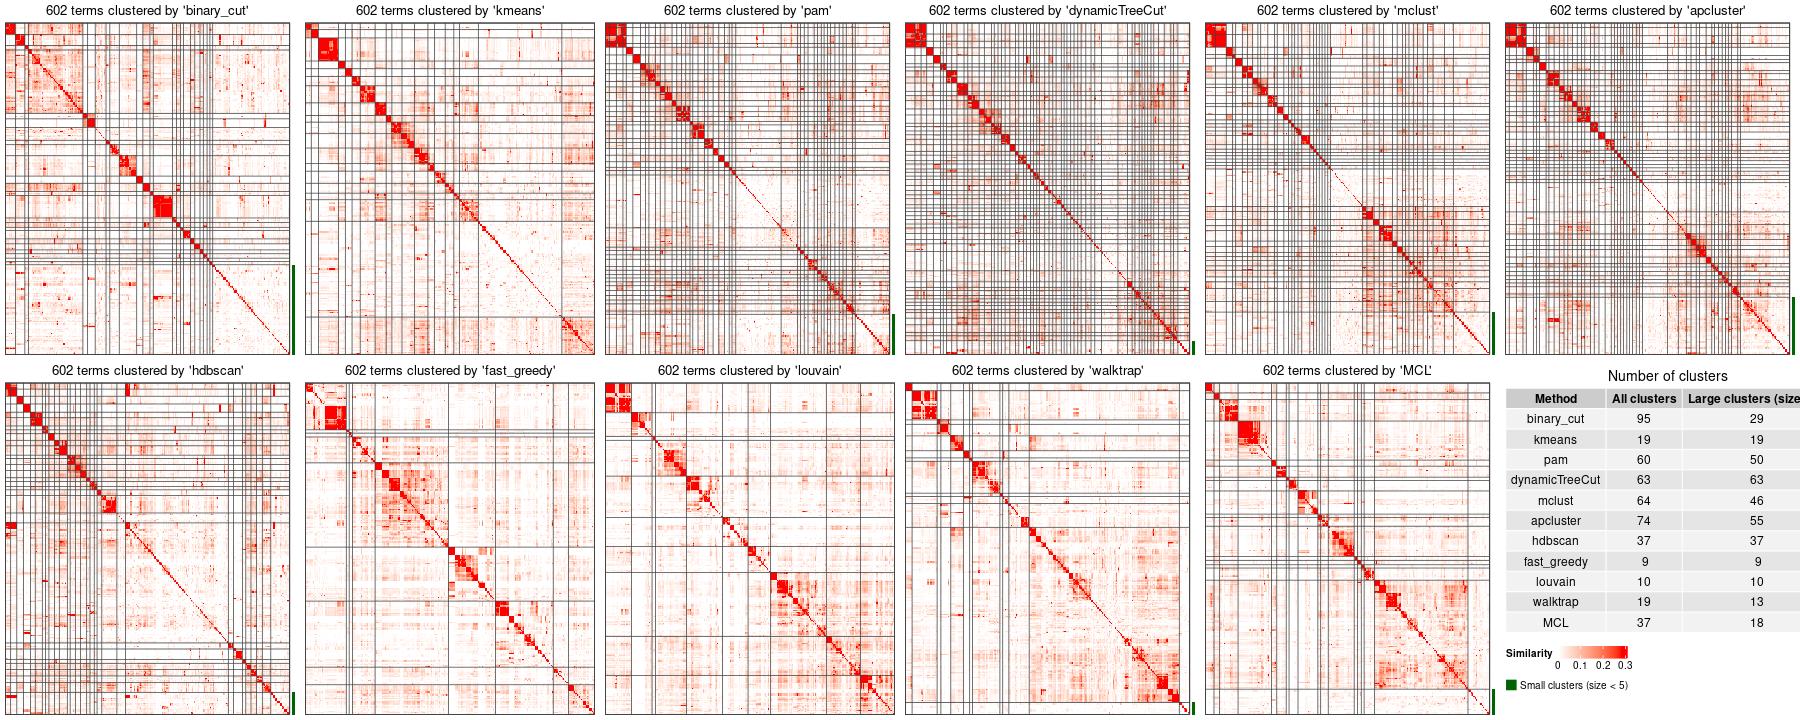 602 terms clustered by 'binary_cut'
602 terms clustered by 'kmeans'
602 terms clustered by 'pam'
602 terms clustered by 'dynamicTreeCut'
602 terms clustered by 'mclust'
602 terms clustered by 'apcluster'
602 terms clustered by 'hdbscan'
602 terms clustered by 'fast_greedy'
602 terms clustered by 'louvain'
602 terms clustered by 'walktrap'
602 terms clustered by 'MCL'
Number of clusters
Method All clusters Large clusters (size
binary_cut 95 29
kmeans 19 19
pam 60 50
dynamicTreeCut 63 63
mclust 64 46
apcluster 74 55
hdbscan 37 37
fast_greedy 9 9
louvain 10 10
walktrap 19 13
MCL 37 18
Similarity
0 0.1 0.2 0.3
Small clusters (size < 5)